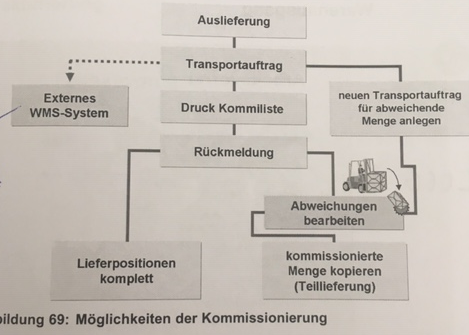 Auslieferung
Transportauftrag
Externes
WMS-System
Druck Kommiliste
neuen Transportauftrag
für abweichende
Menge anlegen
Rückmeldung
Abweichungen
bearbeiten
Lieferpositionen
komplett
kommissionierte
Menge kopieren
(Teillieferung)
bildung 69: Möglichkeiten der Kommissionierung